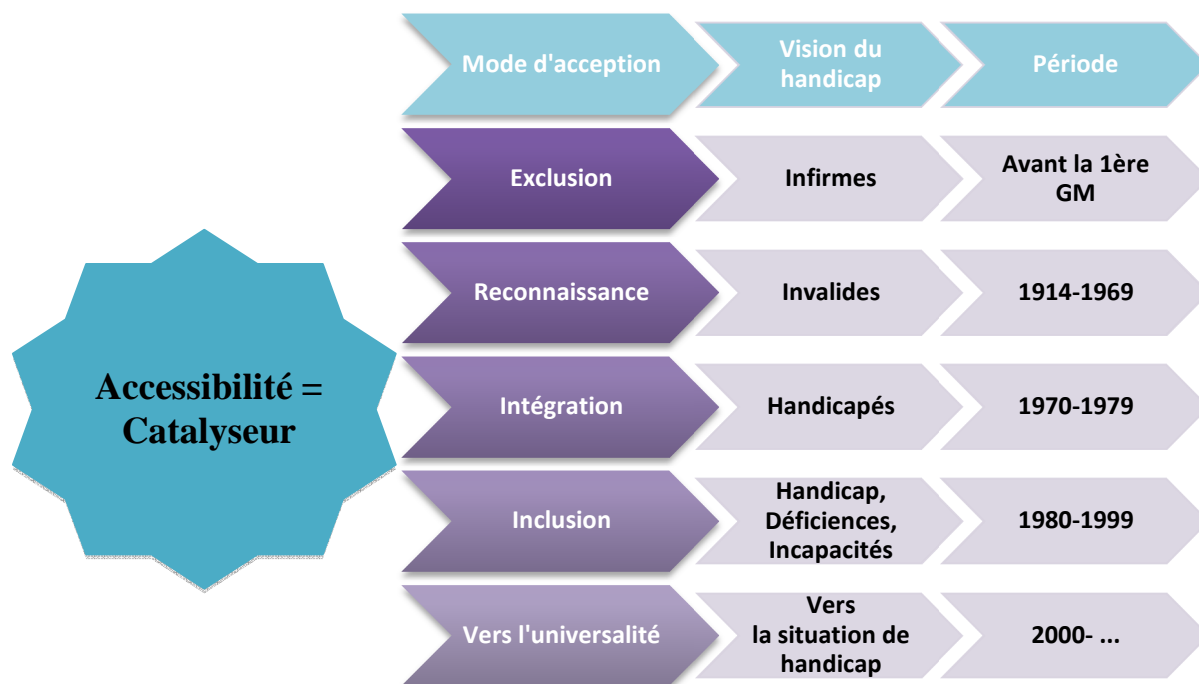 Mode d'acception
Vision du
handicap
Période
Exclusion
Infirmes
Avant la 1ère
GM
Reconnaissance
Invalides
1914-1969
Accessibilité =
Catalyseur
Intégration
Handicapés
1970-1979
Inclusion
Handicap,
Déficiences,
Incapacités
1980-1999
Vers l'universalité
Vers
la situation de
handicap
2000- ...